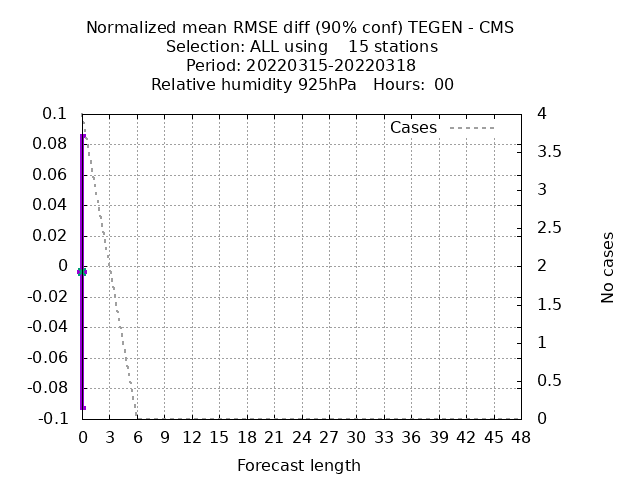 Normalized mean RMSE diff (90% conf) TEGEN - CMS
Selection: ALL using    15 stations
Period: 20220315-20220318
Relative humidity 925hPa   Hours:  00
Cases
0.1
0.08
0.06
0.04
0.02
0
-0.02
-0.04
-0.06
-0.08
-0.1
4
3.5
3
2.5
2
1.5
1
0.5
0
No cases
0 3 6 9 12 15 18 21 24 27 30 33 36 39 42 45 48
Forecast length